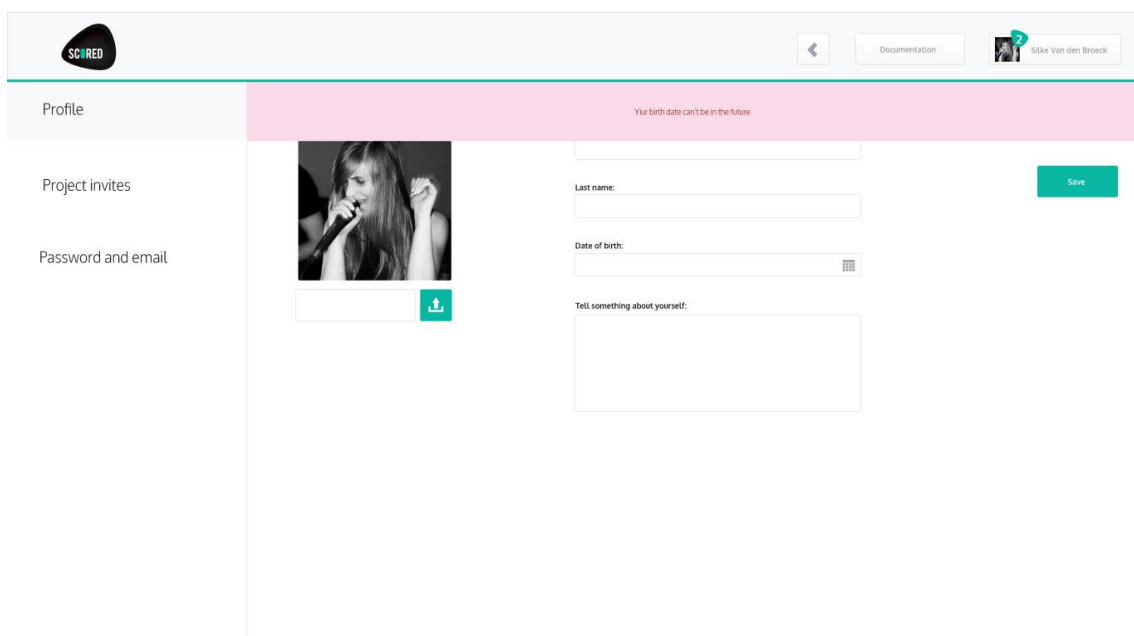 SCORED
Documentation
2
Silke Van den Broeck
Profile
Yiur birth date can't be in the future
Project invites
Save
Last name:
Password and email
Date of birth:
Tell something about yourself: